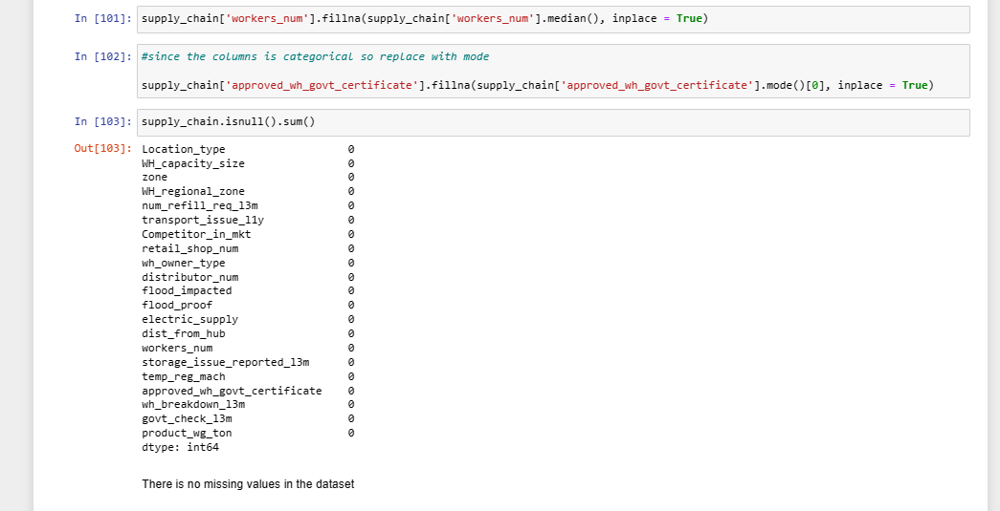 In [101]: supply_chain['workers_num'].fillna(supply_chain['workers_num'].median(), inplace = True)
In [102]: #since the columns is categorical so replace with mode
supply_chain['approved_wh_govt_certificate'].fillna(supply_chain['approved_wh_govt_certificate'].mode()[0], inplace = True)
In [103]: supply_chain.isnull().sum()
Out[103]: Location_type 0
WH_capacity_size 0
zone 0
WH_regional_zone 0
num_refill_req_l3m 0
transport_issue_l1y 0
Competitor_in_mkt 0
retail_shop_num 0
wh_owner_type 0
distributor_num 0
flood_impacted 0
flood_proof 0
electric_supply 0
dist_from_hub 0
workers_num 0
storage_issue_reported_l3m 0
temp_reg_mach 0
approved_wh_govt_certificate 0
wh_breakdown_l3m 0
govt_check_l3m 0
product_wg_ton 0
dtype: int64
There is no missing values in the dataset